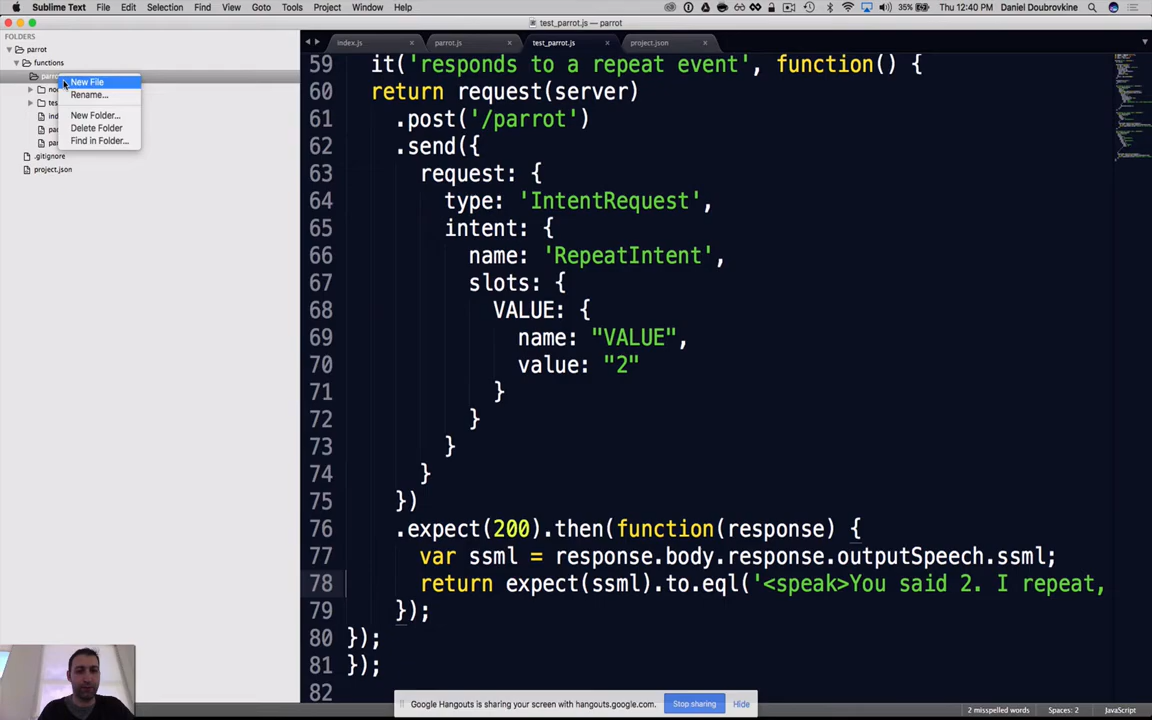 Sublime Text File Edit Selection Find View Goto Tools Project Window Help 35% Thu 12:40 PM Daniel Doubrovkine
test_parrot.js — parrot
FOLDERS
parrot
functions
New File
Rename...
New Folder...
Delete Folder
Find in Folder...
.gitignore
project.json
index.js parrot.js test_parrot.js project.json
59 it('responds to a repeat event', function() {
60 return request(server)
61 .post('/parrot')
62 .send({
63 request: {
64 type: 'IntentRequest',
65 intent: {
66 name: 'RepeatIntent',
67 slots: {
68 VALUE: {
69 name: "VALUE",
70 value: "2"
71 }
72 }
73 }
74 }
75 })
76 .expect(200).then(function(response) {
77 var ssml = response.body.response.outputSpeech.ssml;
78 return expect(ssml).to.eql('<speak>You said 2. I repeat,
79 });
80 });
81 });
82
Google Hangouts is sharing your screen with hangouts.google.com. Stop sharing Hide
2 misspelled words Spaces: 2 JavaScript